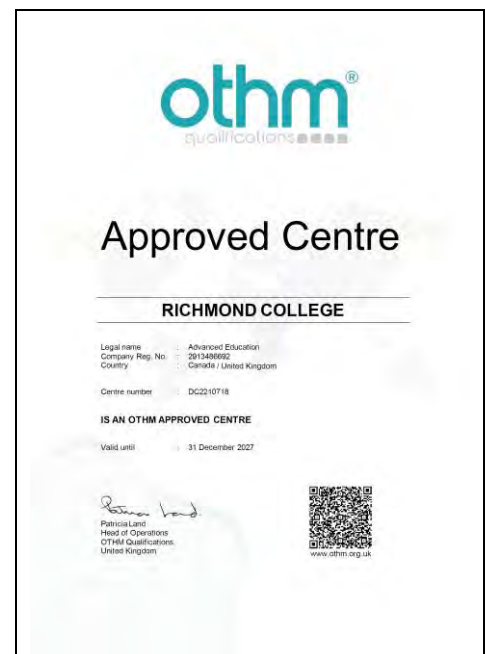 othm®
qualifications
Approved Centre
RICHMOND COLLEGE
Legal name : Advanced Education
Company Reg. No. : 2913486692
Country : Canada / United Kingdom
Centre number : DC2210718
IS AN OTHM APPROVED CENTRE
Valid until : 31 December 2027
Patricia Land
Patricia Land
Head of Operations
OTHM Qualifications
United Kingdom
www.othm.org.uk